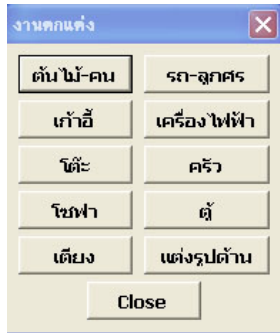 งานตกแต่ง
ต้นไม้-คน รถ-ลูกศร
เก้าอี้ เครื่องไฟฟ้า
โต๊ะ ครัว
โซฟา ตู้
เตียง แต่งรูปด้าน
Close